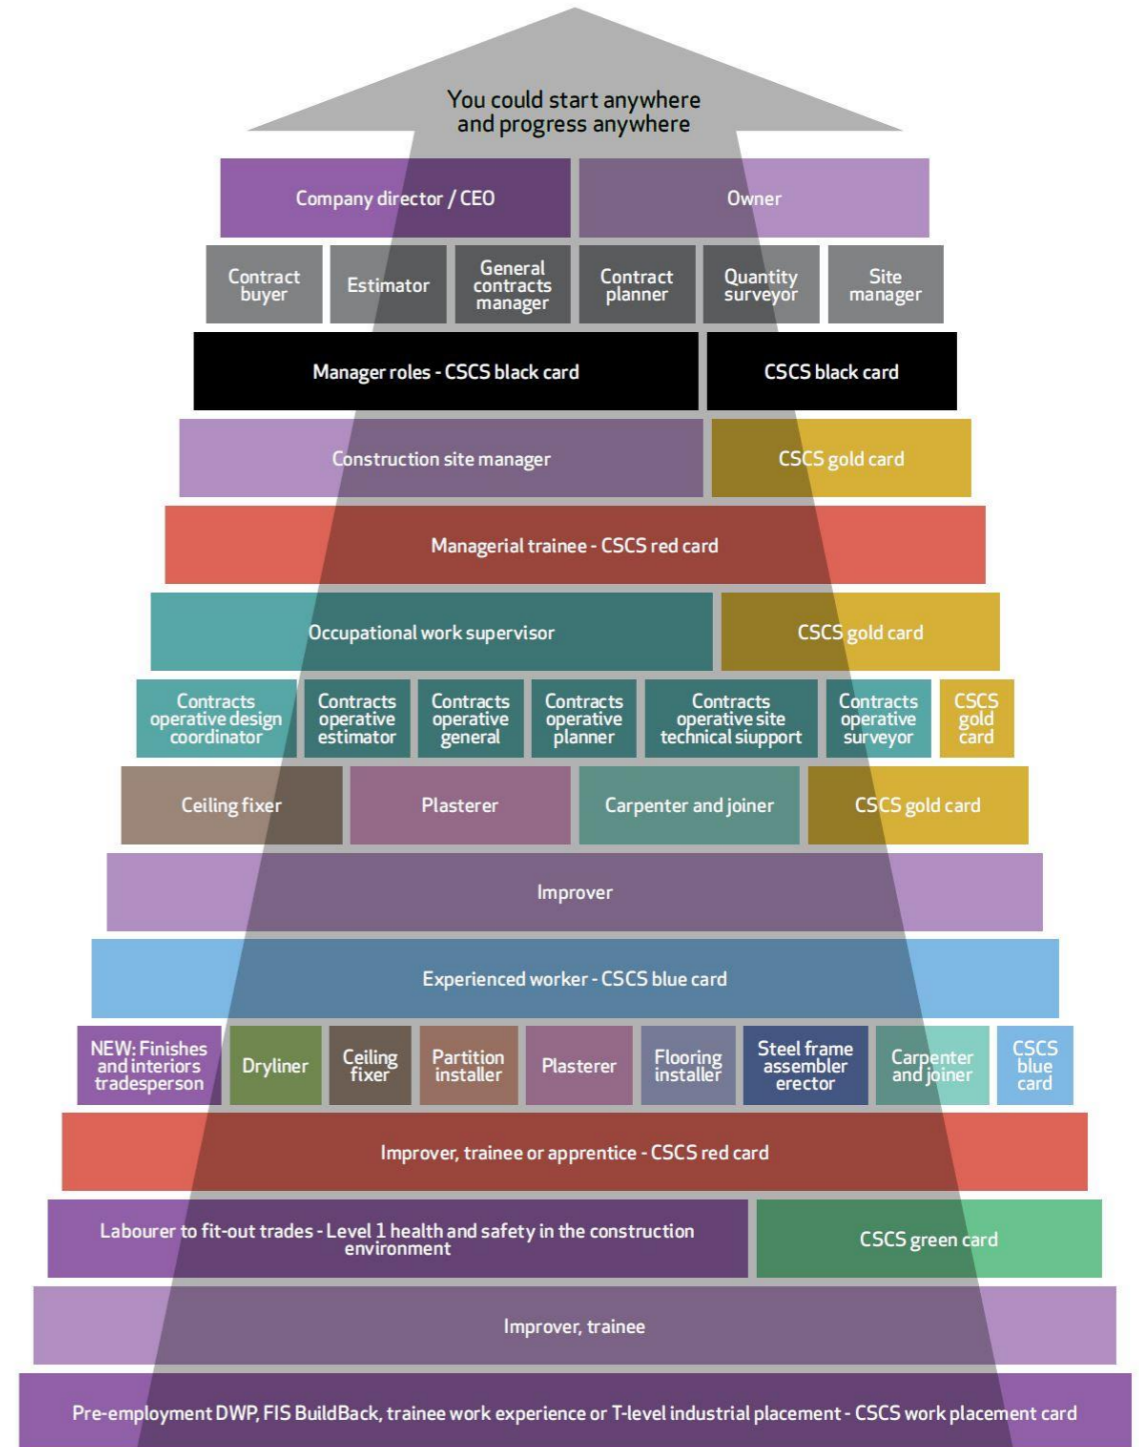 You could start anywhere
and progress anywhere
Company director / CEO
Owner
Contract
buyer
Estimator
General
contracts
manager
Contract
planner
Quantity
surveyor
Site
manager
Manager roles - CSCS black card
CSCS black card
Construction site manager
CSCS gold card
Managerial trainee - CSCS red card
Occupational work supervisor
CSCS gold card
Contracts
operative design
coordinator
Contracts
operative
estimator
Contracts
operative
general
Contracts
operative
planner
Contracts
operative site
technical siupport
Contracts
operative
surveyor
CSCS
gold
card
Ceiling fixer
Plasterer
Carpenter and joiner
CSCS gold card
Improver
Experienced worker - CSCS blue card
NEW: Finishes
and interiors
tradesperson
Dryliner
Ceiling
fixer
Partition
installer
Plasterer
Flooring
installer
Steel frame
assembler
erector
Carpenter
and joiner
CSCS
blue
card
Improver, trainee or apprentice - CSCS red card
Labourer to fit-out trades - Level 1 health and safety in the construction
environment
CSCS green card
Improver, trainee
Pre-employment DWP, FIS BuildBack, trainee work experience or T-level industrial placement - CSCS work placement card